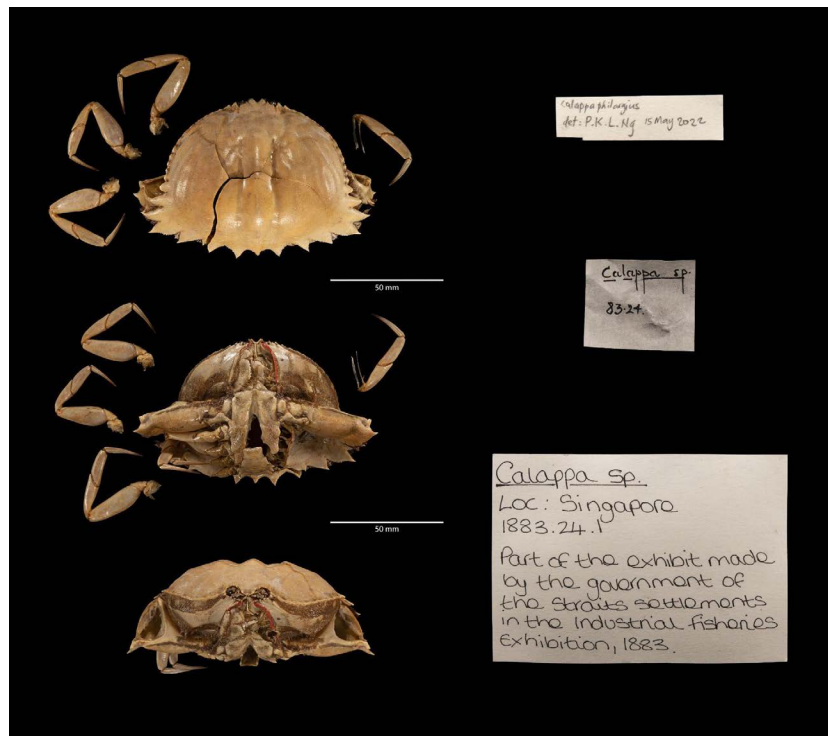 Calappa philargius
det: P.K.L. Ng 15 May 2022
Calappa sp.
83.24.
50 mm
50 mm
Calappa sp.
Loc: Singapore
1883.24.1
Part of the exhibit made
by the government of
the Straits settlements
in the Industrial fisheries
Exhibition, 1883.